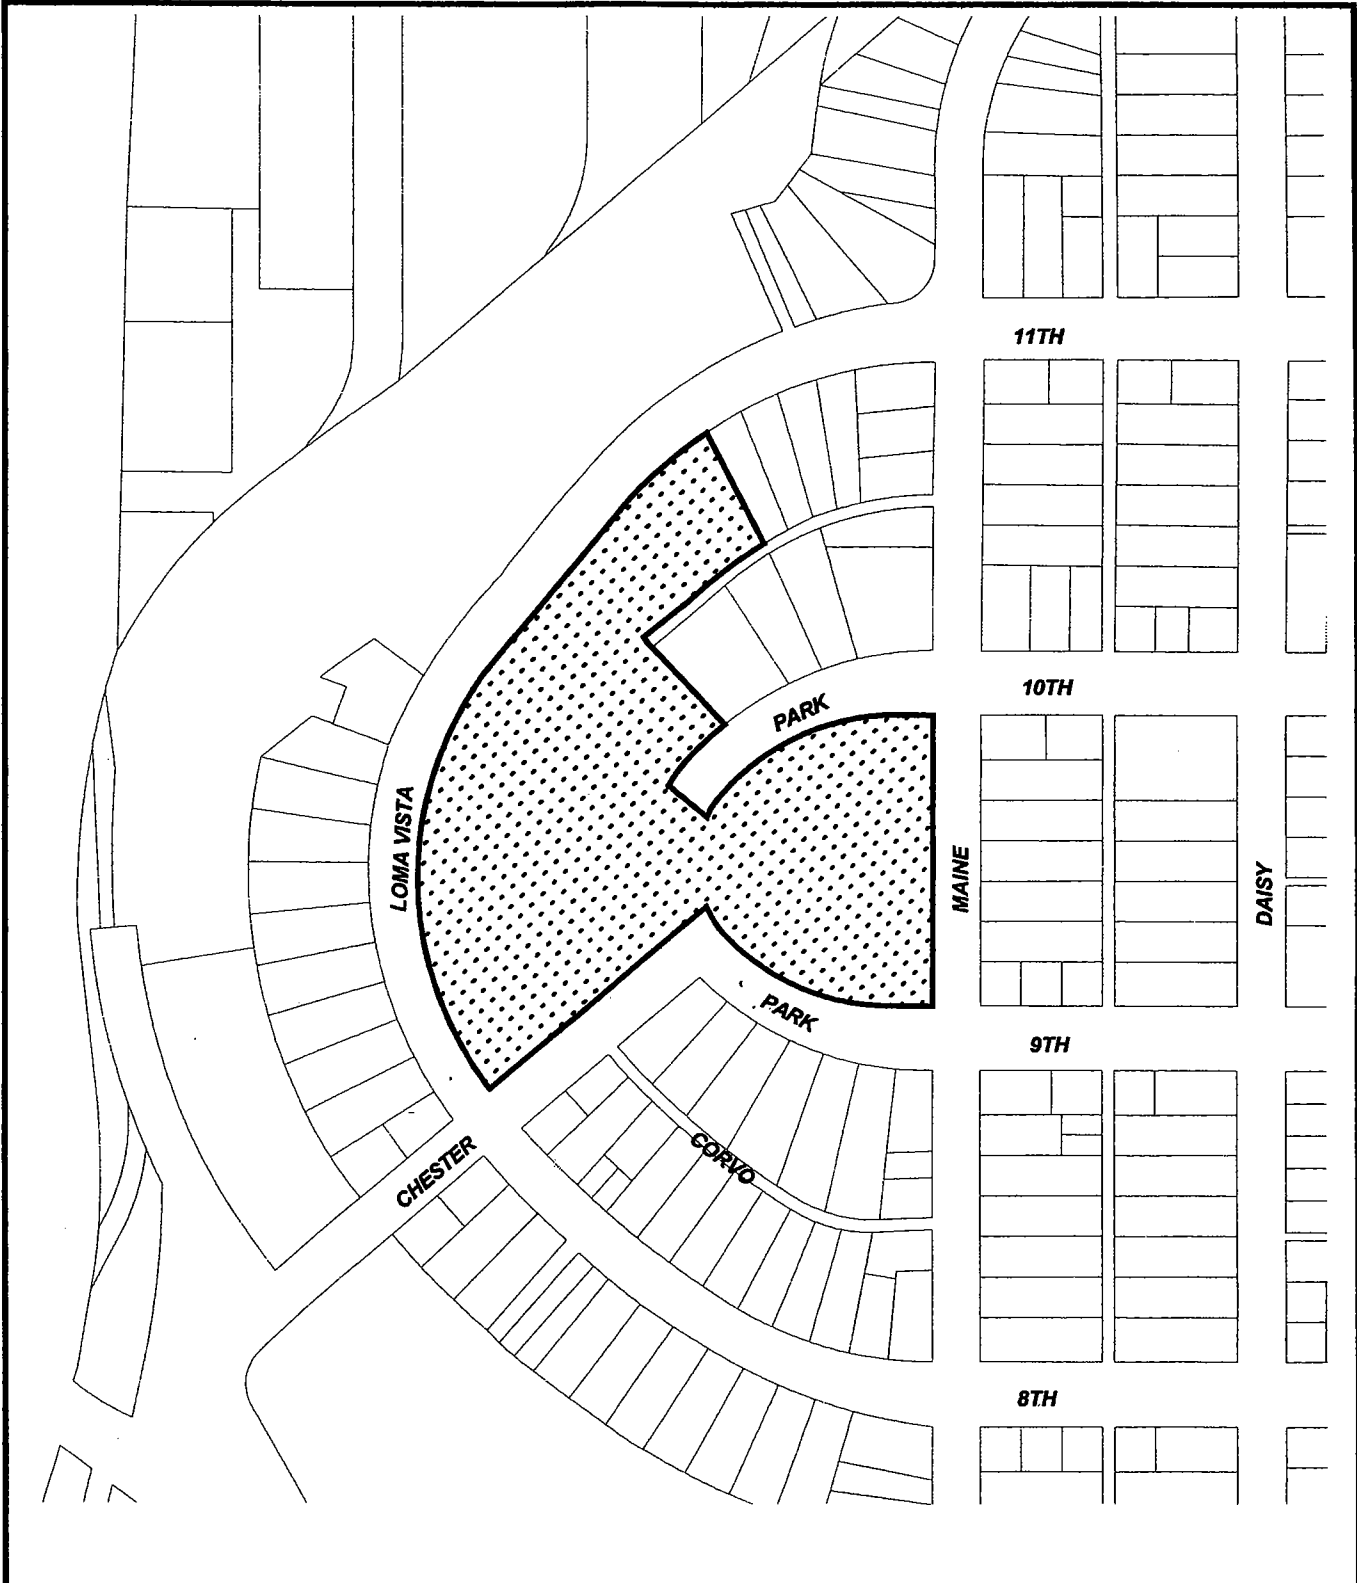 11TH
10TH
PARK
LOMA VISTA
MAINE
DAISY
PARK
9TH
CORVO
CHESTER
8TH